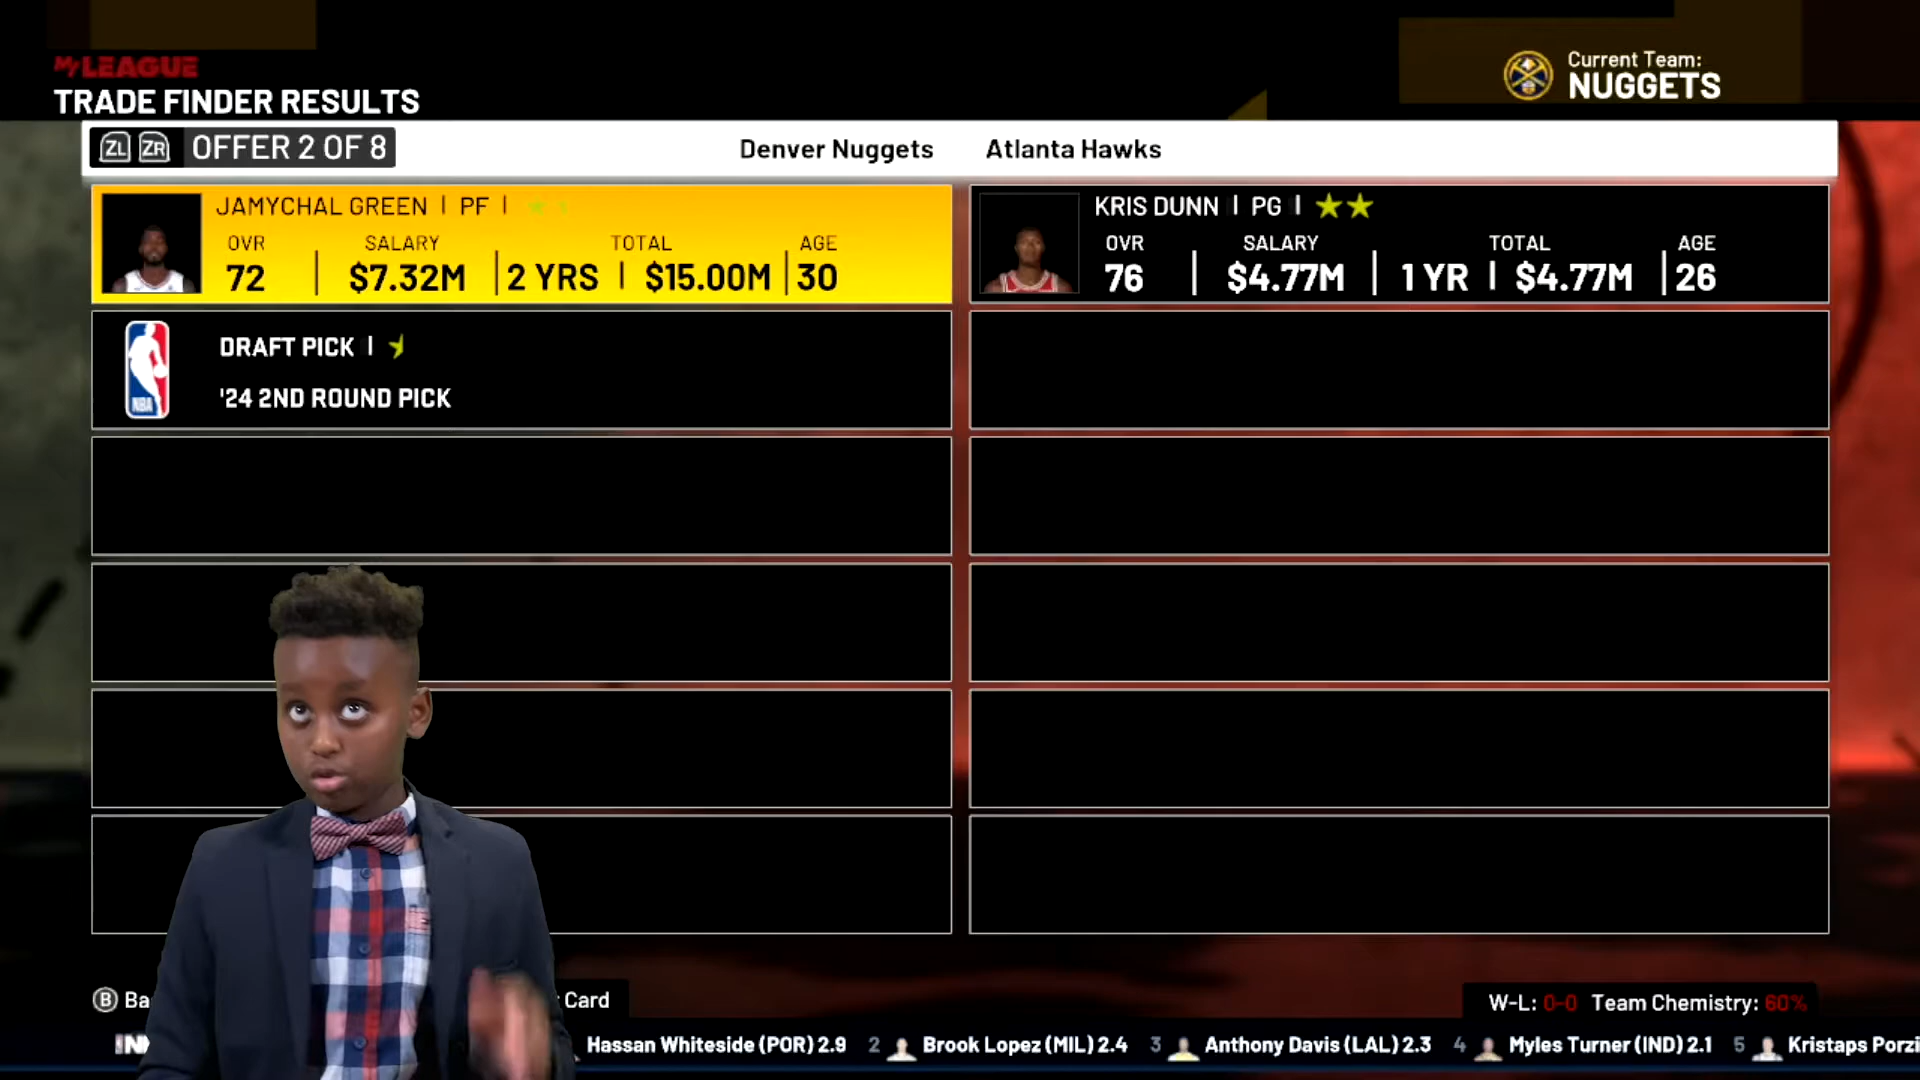 MyLEAGUE
TRADE FINDER RESULTS
Current Team:
NUGGETS
ZL ZR OFFER 2 OF 8
Denver Nuggets
Atlanta Hawks
JAMYCHAL GREEN | PF |
OVR SALARY TOTAL AGE
72 | $7.32M | 2 YRS | $15.00M | 30
KRIS DUNN | PG |
OVR SALARY TOTAL AGE
76 | $4.77M | 1 YR | $4.77M | 26
DRAFT PICK |
'24 2ND ROUND PICK
NBA
B
Card
W-L: 0-0 Team Chemistry: 60%
Hassan Whiteside (POR) 2.9 2 Brook Lopez (MIL) 2.4 3 Anthony Davis (LAL) 2.3 4 Myles Turner (IND) 2.1 5 Kristaps